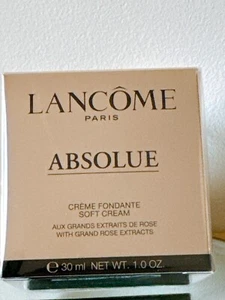 LANCÔME
PARIS
ABSOLUE
CRÈME FONDANTE
SOFT CREAM
AUX GRANDS EXTRAITS DE ROSE
WITH GRAND ROSE EXTRACTS
℮ 30 ml NET WT. 1.0 OZ.